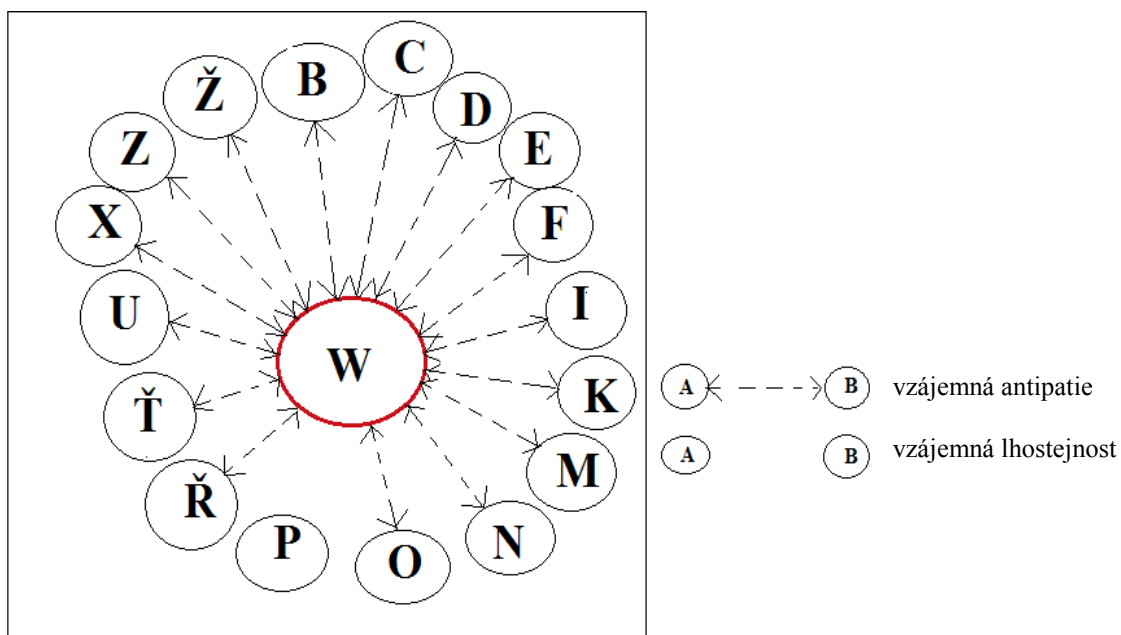 C
B
Ž
D
Z
E
X
F
U
I
W
K
A B vzájemná antipatie
Ť
A B vzájemná lhostejnost
M
Ř
N
P
O